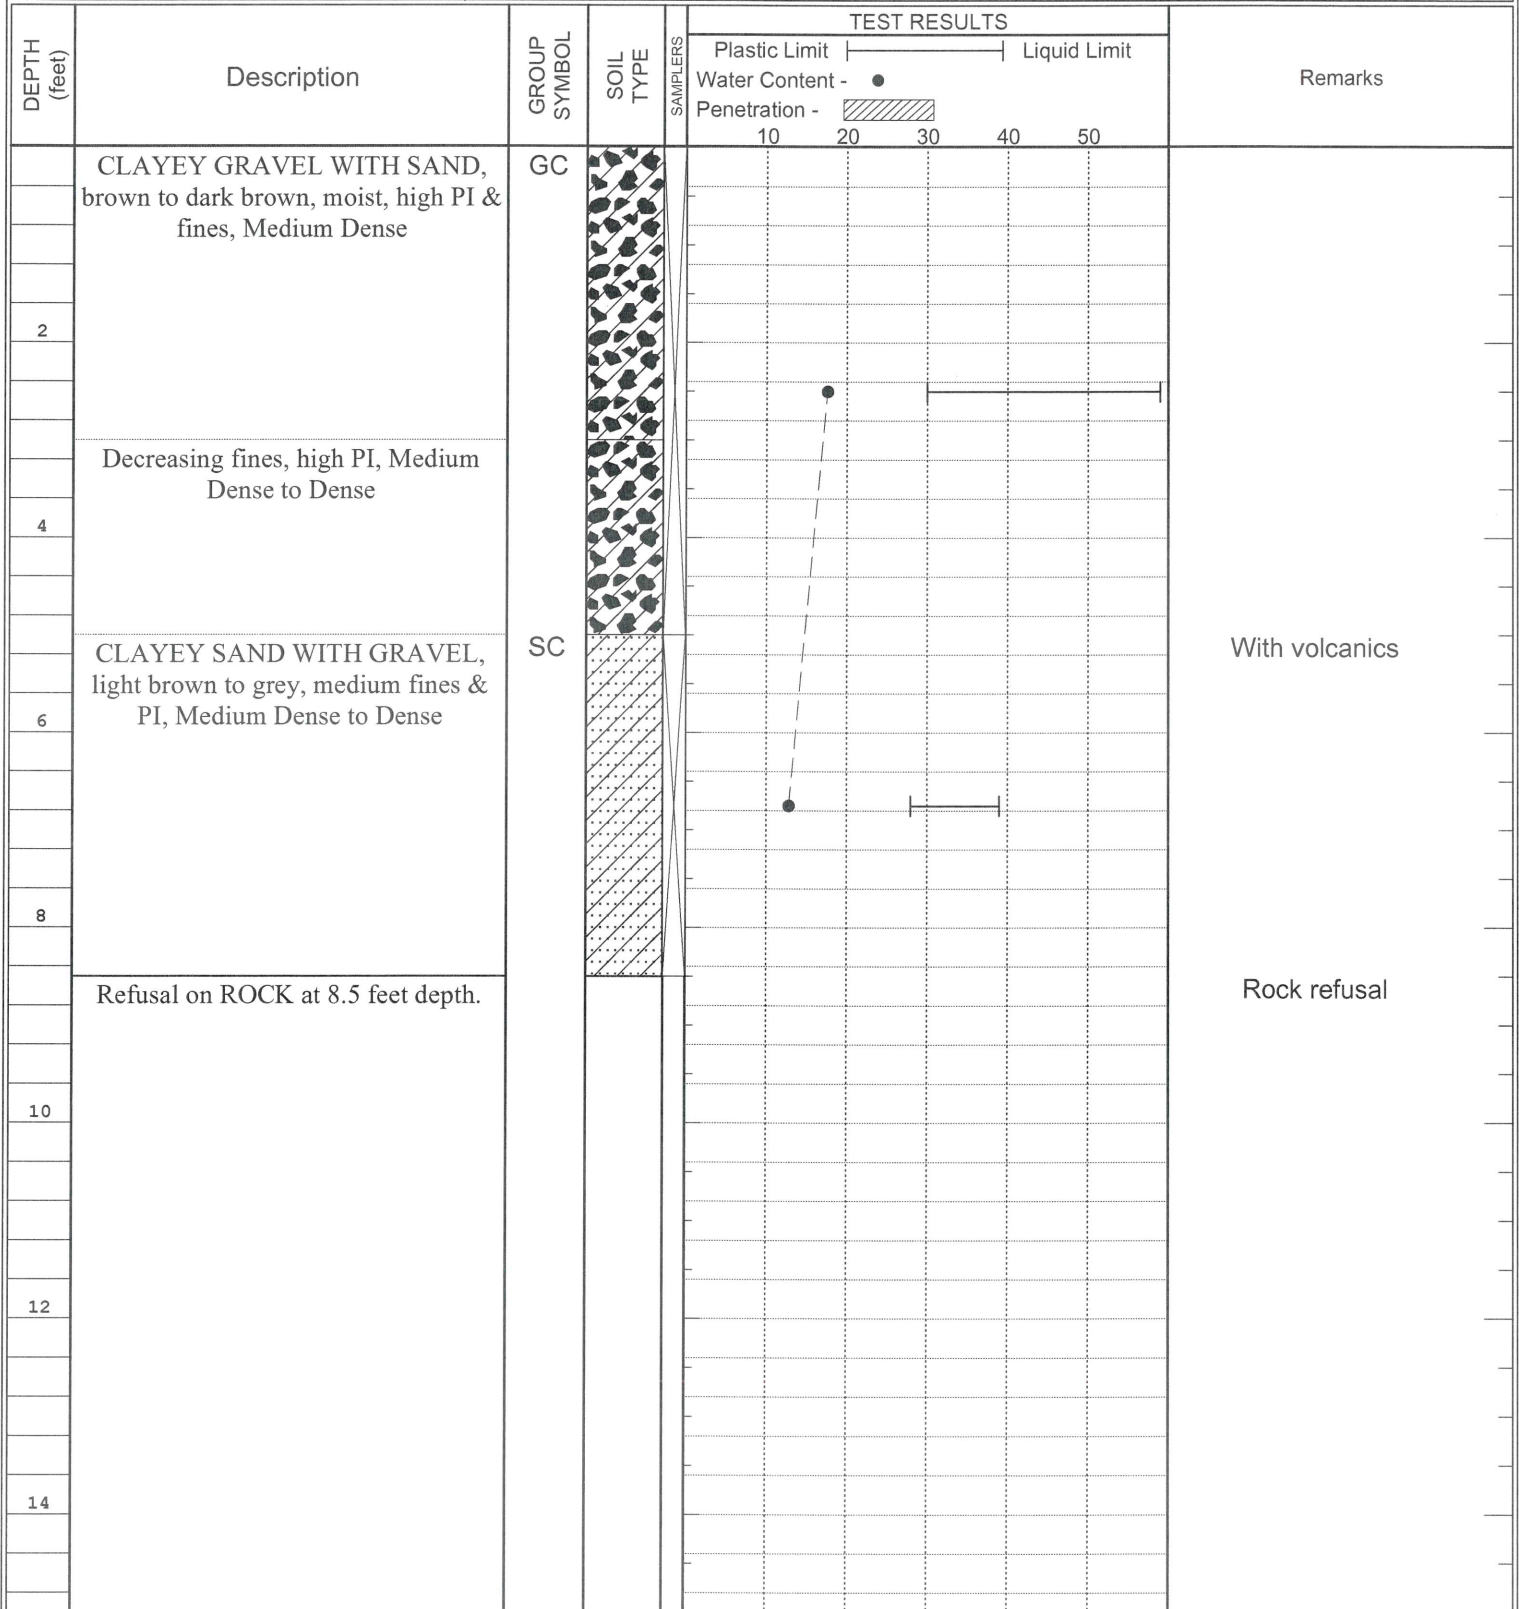 DEPTH
(feet)
Description
GROUP
SYMBOL
SOIL
TYPE
SAMPLERS
TEST RESULTS
Plastic Limit
Liquid Limit
Water Content -
Penetration -
10 20 30 40 50
Remarks
CLAYEY GRAVEL WITH SAND,
brown to dark brown, moist, high PI &
fines, Medium Dense
GC
2
Decreasing fines, high PI, Medium
Dense to Dense
4
CLAYEY SAND WITH GRAVEL,
light brown to grey, medium fines &
PI, Medium Dense to Dense
SC
With volcanics
6
8
Refusal on ROCK at 8.5 feet depth.
Rock refusal
10
12
14